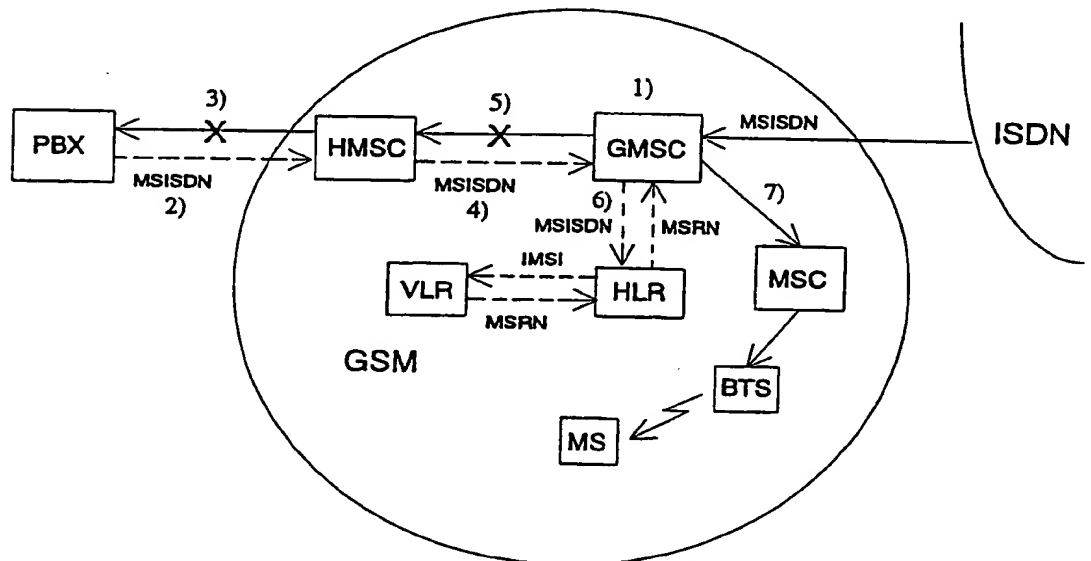 1)
3)
5)
MSISDN
ISDN
PBX
HMSC
GMSC
MSISDN
2)
MSISDN
4)
6)
7)
MSISDN
MSRN
IMSI
VLR
HLR
MSC
MSRN
GSM
BTS
MS